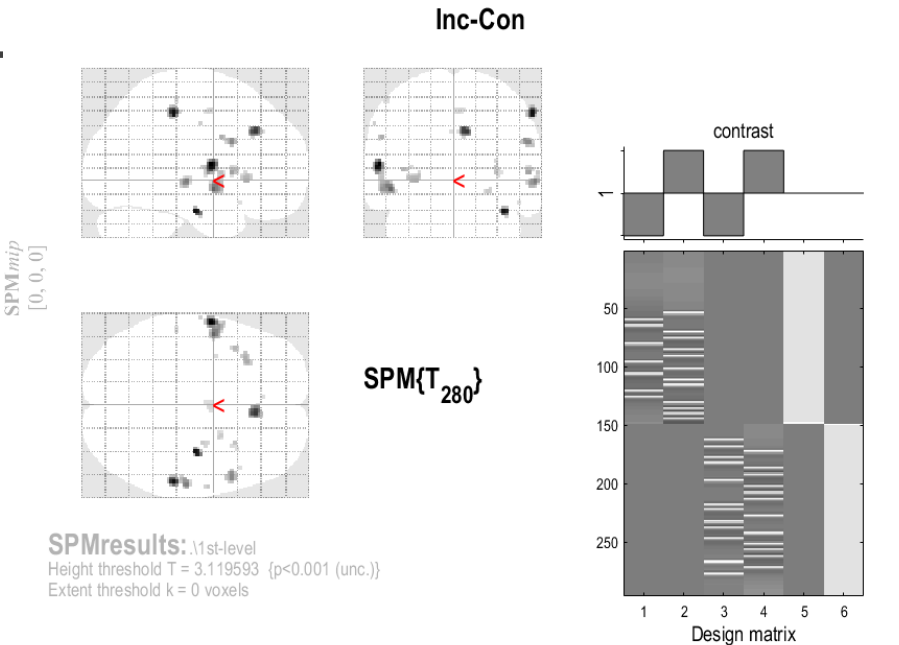 Inc-Con
SPMmip
[0, 0, 0]
<
<
<
SPM{T280}
contrast
1
50
100
150
200
250
1 2 3 4 5 6
Design matrix
SPMresults: .\1st-level
Height threshold T = 3.119593 {p<0.001 (unc.)}
Extent threshold k = 0 voxels